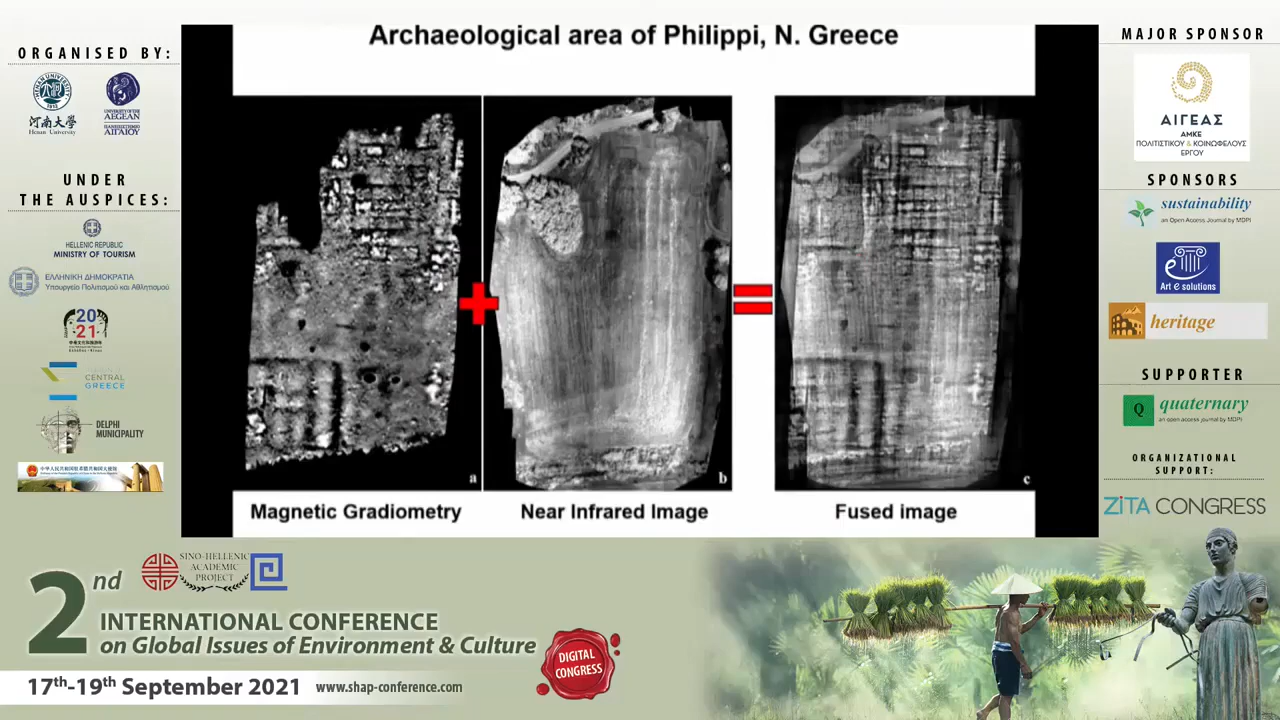 ORGANISED BY:
河南大学
Henan University
UNIVERSITY OF THE
AEGEAN
ΠΑΝΕΠΙΣΤΗΜΙΟ
ΑΙΓΑΙΟΥ
UNDER
THE AUSPICES:
HELLENIC REPUBLIC
MINISTRY OF TOURISM
ΕΛΛΗΝΙΚΗ ΔΗΜΟΚΡΑΤΙΑ
Υπουργείο Πολιτισμού και Αθλητισμού
20
21
CENTRAL
GREECE
DELPHI
MUNICIPALITY
Archaeological area of Philippi, N. Greece
a
b
c
Magnetic Gradiometry
Near Infrared Image
Fused image
MAJOR SPONSOR
ΑΙΓΕΑΣ
ΑΜΚΕ
ΠΟΛΙΤΙΣΤΙΚΟΥ & ΚΟΙΝΩΦΕΛΟΥΣ
ΕΡΓΟΥ
SPONSORS
sustainability
an Open Access Journal by MDPI
Art e solutions
heritage
SUPPORTER
Q
quaternary
an open access journal by MDPI
ORGANIZATIONAL
SUPPORT:
ZITA CONGRESS
SINO-HELLENIC
ACADEMIC
PROJECT
2nd
INTERNATIONAL CONFERENCE
on Global Issues of Environment & Culture
17th-19th September 2021
www.shap-conference.com
DIGITAL
CONGRESS